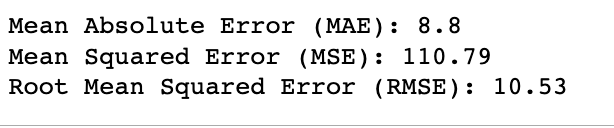 Mean Absolute Error (MAE): 8.8
Mean Squared Error (MSE): 110.79
Root Mean Squared Error (RMSE): 10.53